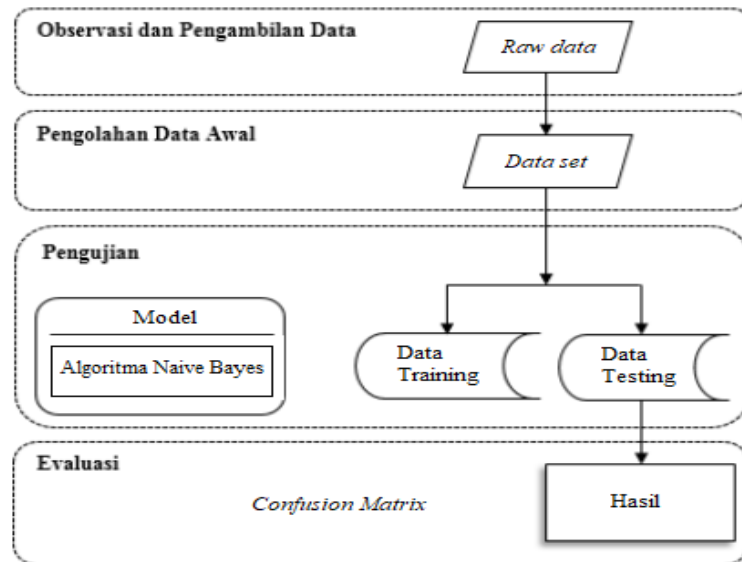 Observasi dan Pengambilan Data
Raw data
Pengolahan Data Awal
Data set
Pengujian
Model
Algoritma Naive Bayes
Data
Training
Data
Testing
Evaluasi
Confusion Matrix
Hasil